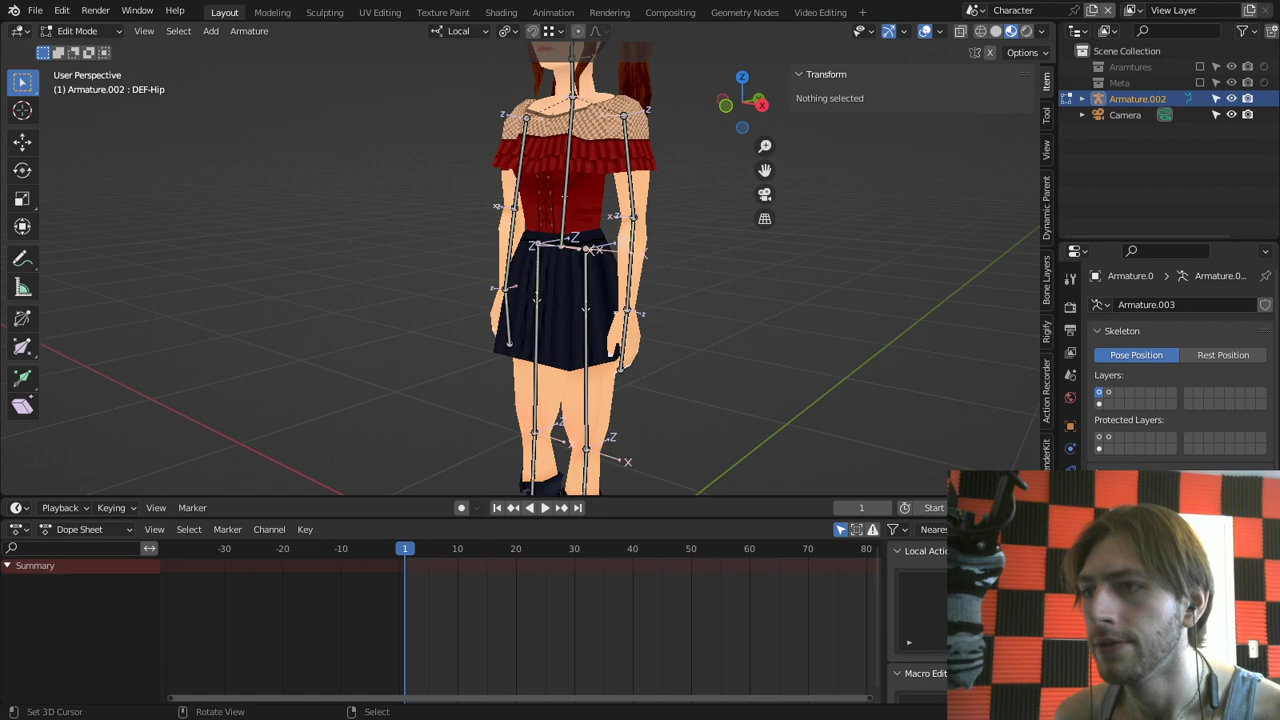 File Edit Render Window Help Layout Modeling Sculpting UV Editing Texture Paint Shading Animation Rendering Compositing Geometry Nodes Video Editing Character View Layer
Edit Mode View Select Add Armature Local
X Options
User Perspective
(1) Armature.002 : DEF-Hip
Transform
Nothing selected
Item
Tool
View
Dynamic Parent
Bone Layers
Rigify
Action Recorder
Scene Collection
Aramtures
Meta
Armature.002
Camera
Armature.0 Armature.0...
Armature.003
Skeleton
Pose Position Rest Position
Layers:
Protected Layers:
Playback Keying View Marker 1 Start
Dope Sheet View Select Marker Channel Key Nearest
-30 -20 -10 1 10 20 30 40 50 60 70 80
Summary
Local Actio
Macro Edit
Set 3D Cursor Rotate View Select